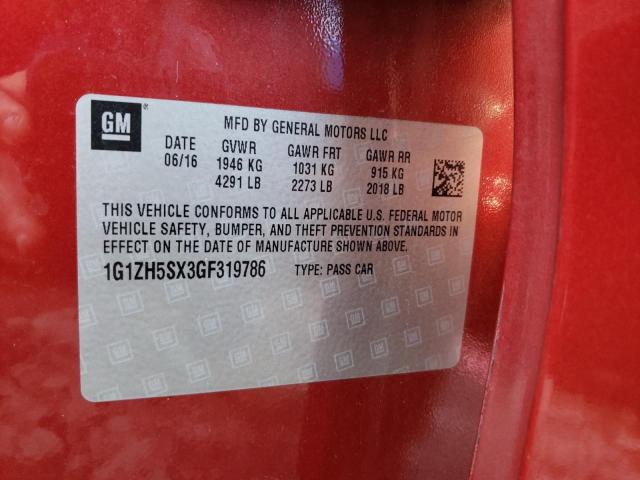 GM
MFD BY GENERAL MOTORS LLC
DATE GVWR GAWR FRT GAWR RR
06/16 1946 KG 1031 KG 915 KG
4291 LB 2273 LB 2018 LB
THIS VEHICLE CONFORMS TO ALL APPLICABLE U.S. FEDERAL MOTOR
VEHICLE SAFETY, BUMPER, AND THEFT PREVENTION STANDARDS IN
EFFECT ON THE DATE OF MANUFACTURE SHOWN ABOVE.
1G1ZH5SX3GF319786 TYPE: PASS CAR